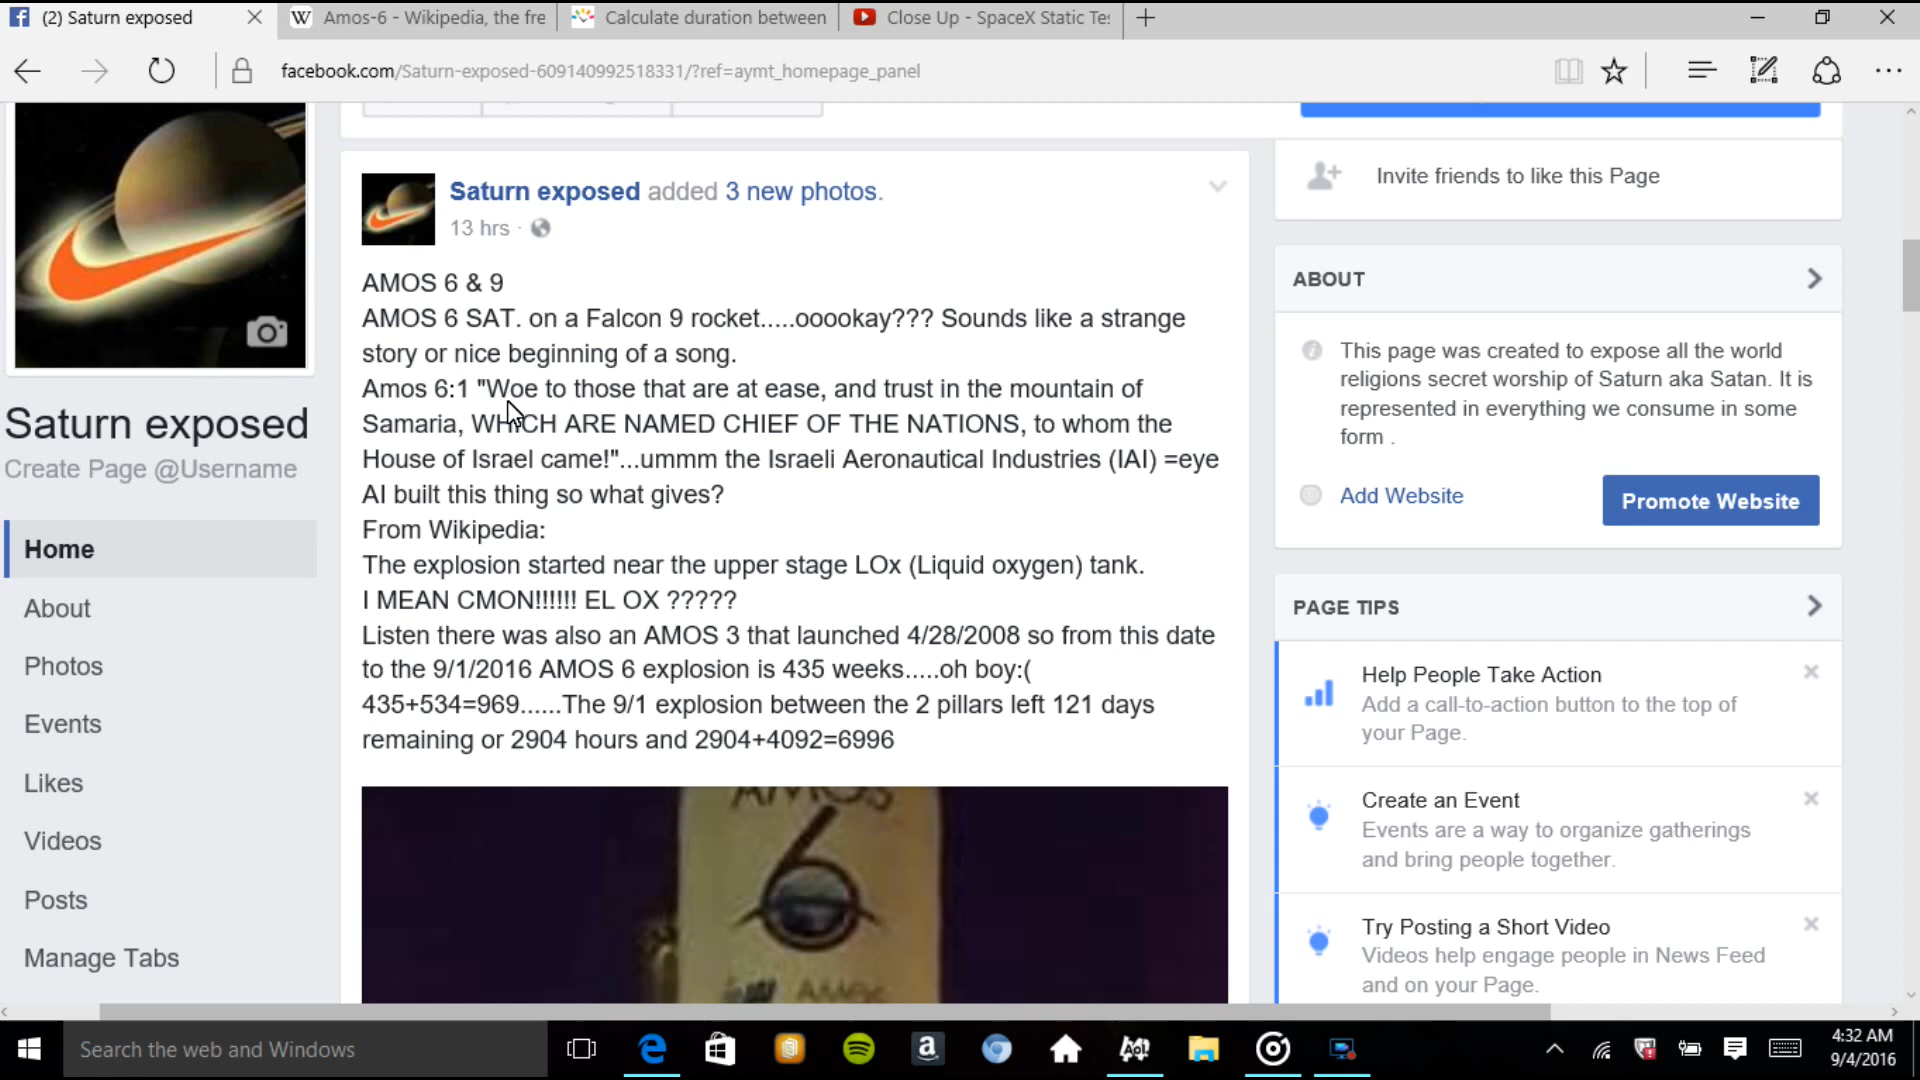 (2) Saturn exposed
Amos-6 - Wikipedia, the fre
Calculate duration between
Close Up - SpaceX Static Te
facebook.com/Saturn-exposed-609140992518331/?ref=aymt_homepage_panel
Saturn exposed
Create Page @Username
Home
About
Photos
Events
Likes
Videos
Posts
Manage Tabs
Saturn exposed added 3 new photos.
13 hrs ·
AMOS 6 & 9
AMOS 6 SAT. on a Falcon 9 rocket.....ooookay??? Sounds like a strange
story or nice beginning of a song.
Amos 6:1 "Woe to those that are at ease, and trust in the mountain of
Samaria, WHICH ARE NAMED CHIEF OF THE NATIONS, to whom the
House of Israel came!"...ummm the Israeli Aeronautical Industries (IAI) =eye
AI built this thing so what gives?
From Wikipedia:
The explosion started near the upper stage LOx (Liquid oxygen) tank.
I MEAN CMON!!!!!! EL OX ?????
Listen there was also an AMOS 3 that launched 4/28/2008 so from this date
to the 9/1/2016 AMOS 6 explosion is 435 weeks.....oh boy:(
435+534=969......The 9/1 explosion between the 2 pillars left 121 days
remaining or 2904 hours and 2904+4092=6996
AMOS
6
AMOS
Invite friends to like this Page
ABOUT
This page was created to expose all the world
religions secret worship of Saturn aka Satan. It is
represented in everything we consume in some
form .
Add Website
Promote Website
PAGE TIPS
Help People Take Action
Add a call-to-action button to the top of
your Page.
Create an Event
Events are a way to organize gatherings
and bring people together.
Try Posting a Short Video
Videos help engage people in News Feed
and on your Page.
Search the web and Windows
4:32 AM
9/4/2016